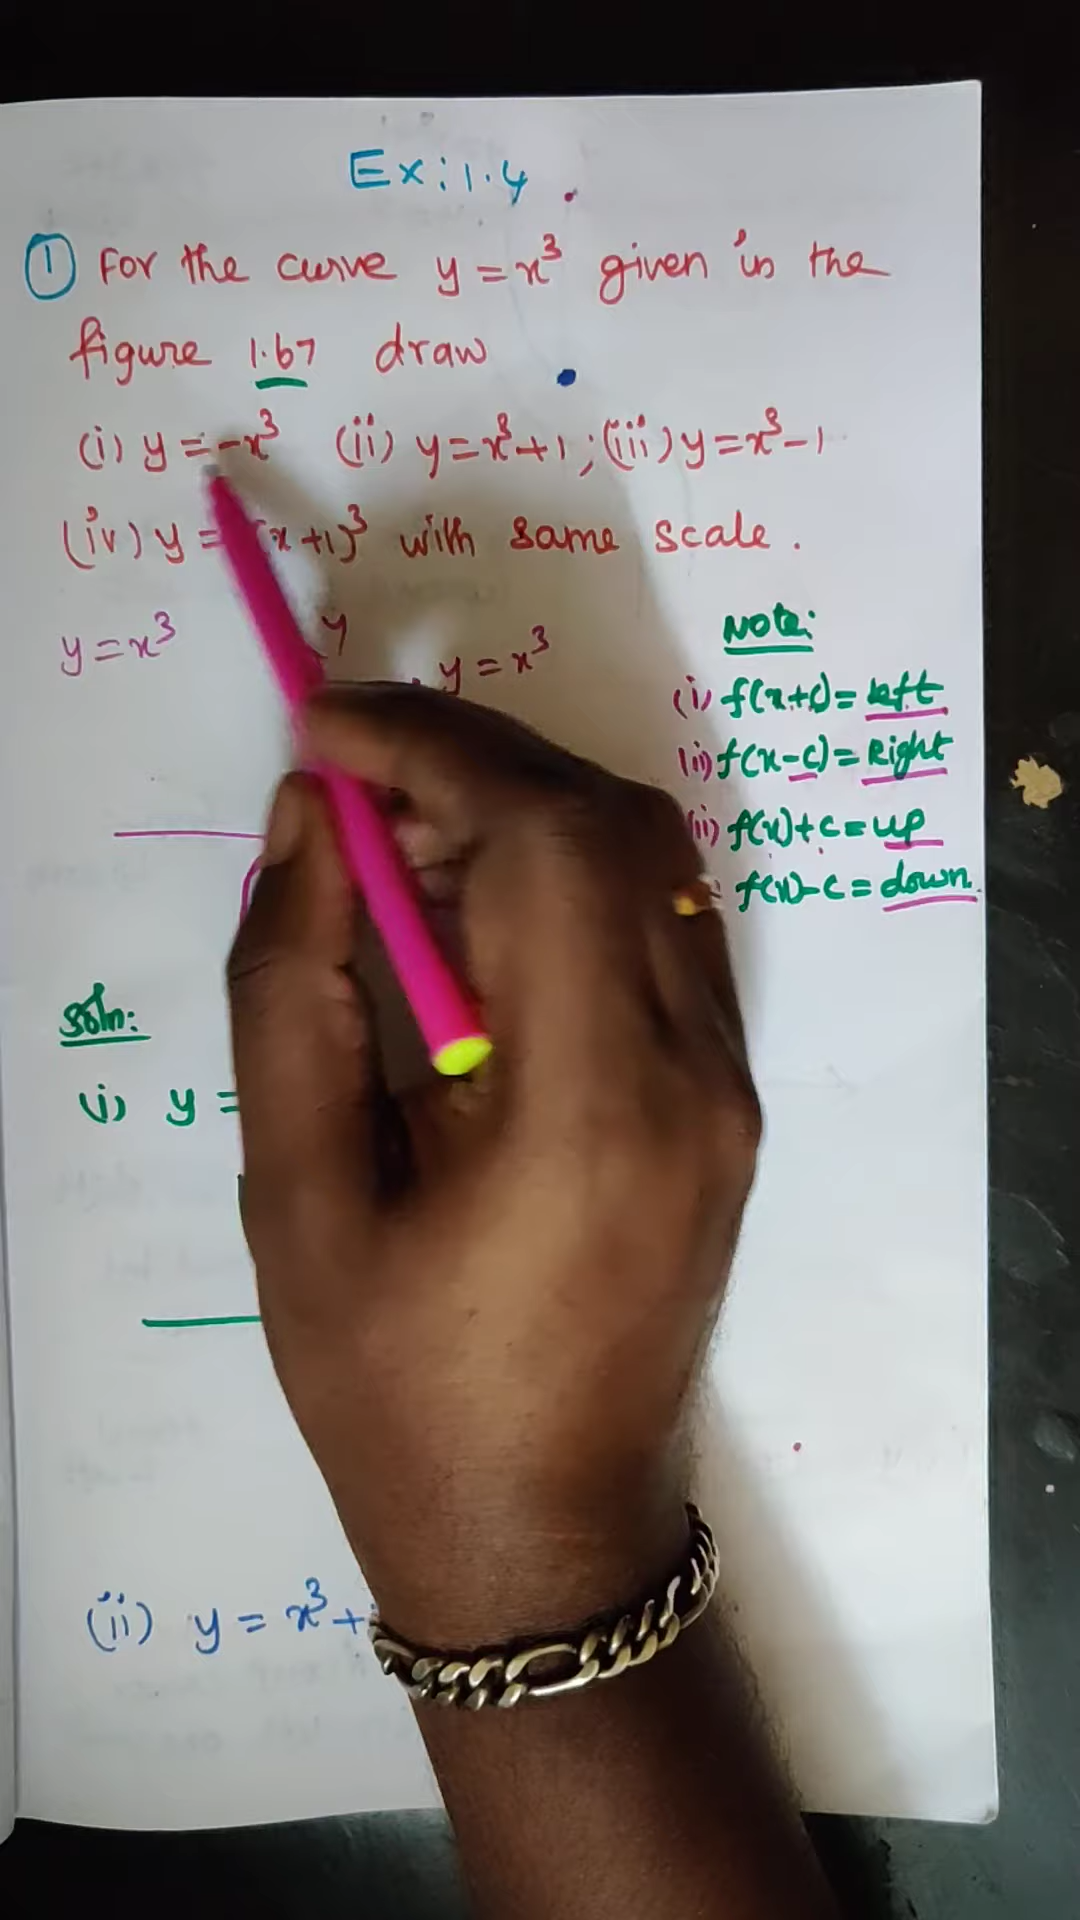 Ex: 1.4
① For the curve y = x³ given in the
figure 1.67 draw
(i) y = -x³ (ii) y = x³ + 1 ; (iii) y = x³ - 1
(iv) y = (x + 1)³ with same scale.
y = x³
y
y = x³
Note:
(i) f(x+c) = left
(ii) f(x-c) = Right
(iii) f(x)+c = up
f(x)-c = down.
Soln:
(i) y =
(ii) y = x³ +